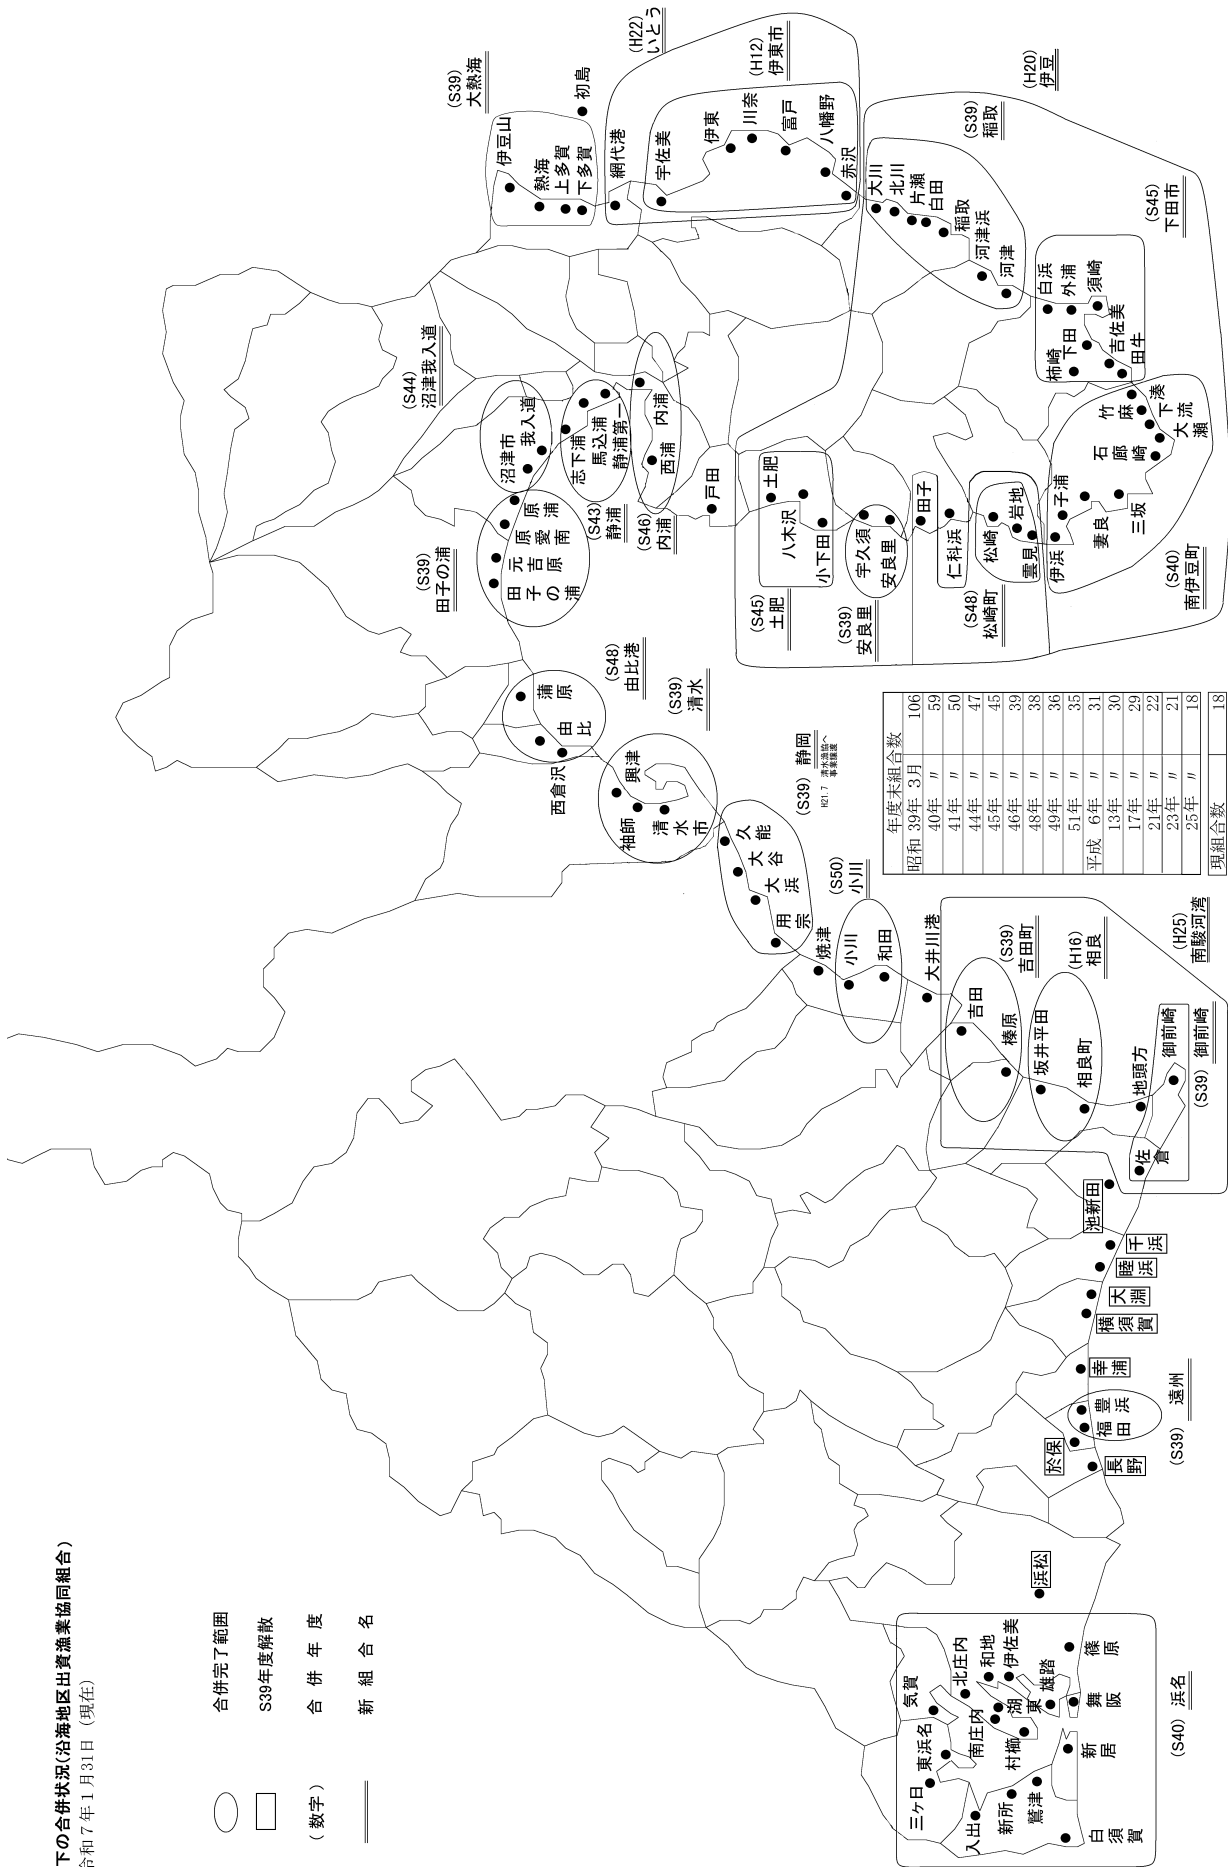 下の合併状況(沿海地区出資漁業協同組合)
令和7年1月31日 (現在)
合併完了範囲
S39年度解散
(数字)
合併年度
新組合名
(S39)
大熱海
伊豆山
熱海
上多賀
下多賀
初島
(H22)
いとう
網代港
(H12)
伊東市
宇佐美
伊東
川奈
富戸
八幡野
赤沢
(H20)
伊豆
(S39)
稲取
大川
北川
片瀬
白田
稲取
河津浜
河津
(S45)
下田市
白浜
外浦
須崎
柿崎
下田
吉佐美
田牛
(S40)
南伊豆町
竹麻
下流
湊
大瀬
石廊崎
三坂
妻良
子浦
伊浜
(S48)
松崎町
松崎
岩地
雲見
仁科浜
田子
(S39)
安良里
宇久須
安良里
(S45)
土肥
土肥
八木沢
小下田
戸田
(S46)
内浦
西浦
内浦
(S43)
静浦
志下浦
馬込浦
静浦第一
(S44)
沼津我入道
沼津市
我入道
(S39)
田子の浦
原浦
原愛南
元吉原
田子の浦
(S48)
由比港
蒲原
由比
西倉沢
(S39)
清水
興津
袖師
清水市
(S39) 静岡
H21.7 清水漁協へ
事業譲渡
久能
大谷
大浜
用宗
焼津
(S50)
小川
小川
和田
大井川港
(H25)
南駿河湾
(S39)
吉田町
吉田
榛原
(H16)
相良
坂井平田
相良町
地頭方
(S39) 御前崎
御前崎
佐倉
池新田
千浜
睦浜
大淵
横須賀
幸浦
(S39) 遠州
豊浜
福田
於保
長野
浜松
(S40) 浜名
気賀
北庄内
和地
伊佐美
雄踏
篠原
舞阪
湖東
南庄内
村櫛
新居
東浜名
三ヶ日
入出
新所
鷲津
白須賀
年度末組合数
昭和 39年 3月 106
40年 〃 59
41年 〃 50
44年 〃 47
45年 〃 45
46年 〃 39
48年 〃 38
49年 〃 36
51年 〃 35
平成 6年 〃 31
13年 〃 30
17年 〃 29
21年 〃 22
23年 〃 21
25年 〃 18
現組合数 18